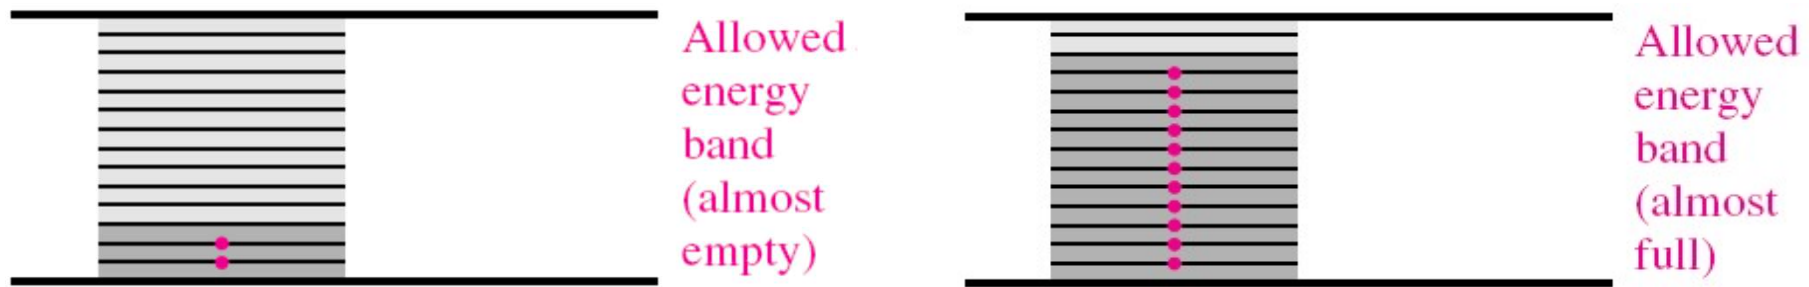 Allowed
energy
band
(almost
empty)
Allowed
energy
band
(almost
full)